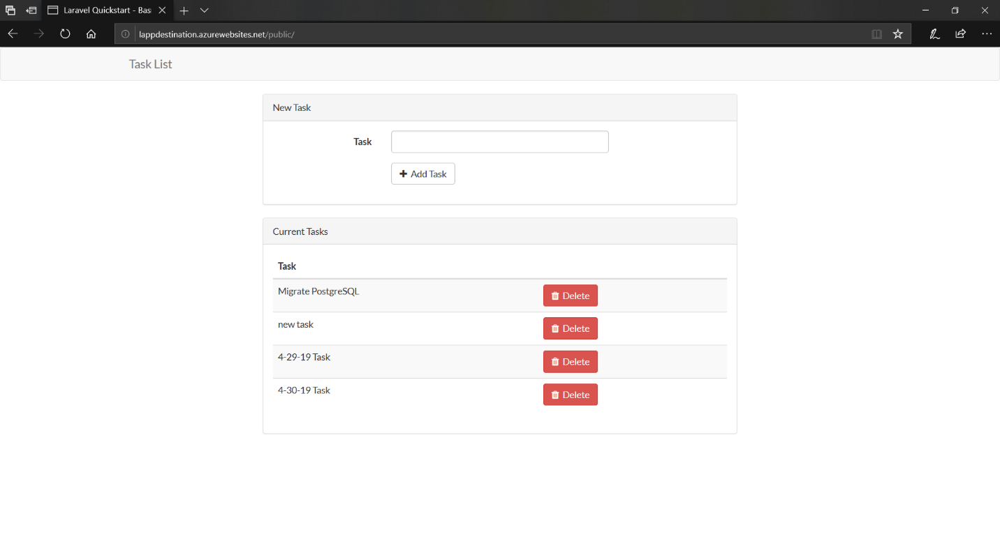 Laravel Quickstart - Bas
lappdestination.azurewebsites.net/public/
Task List
New Task
Task
Add Task
Current Tasks
Task
Migrate PostgreSQL
Delete
new task
Delete
4-29-19 Task
Delete
4-30-19 Task
Delete